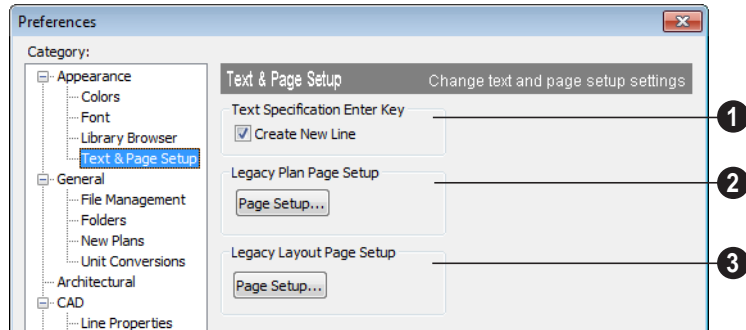 Preferences
Category:
Appearance
Colors
Font
Library Browser
Text & Page Setup
General
File Management
Folders
New Plans
Unit Conversions
Architectural
CAD
Line Properties
Text & Page Setup Change text and page setup settings
Text Specification Enter Key
Create New Line
1
Legacy Plan Page Setup
Page Setup...
2
Legacy Layout Page Setup
Page Setup...
3